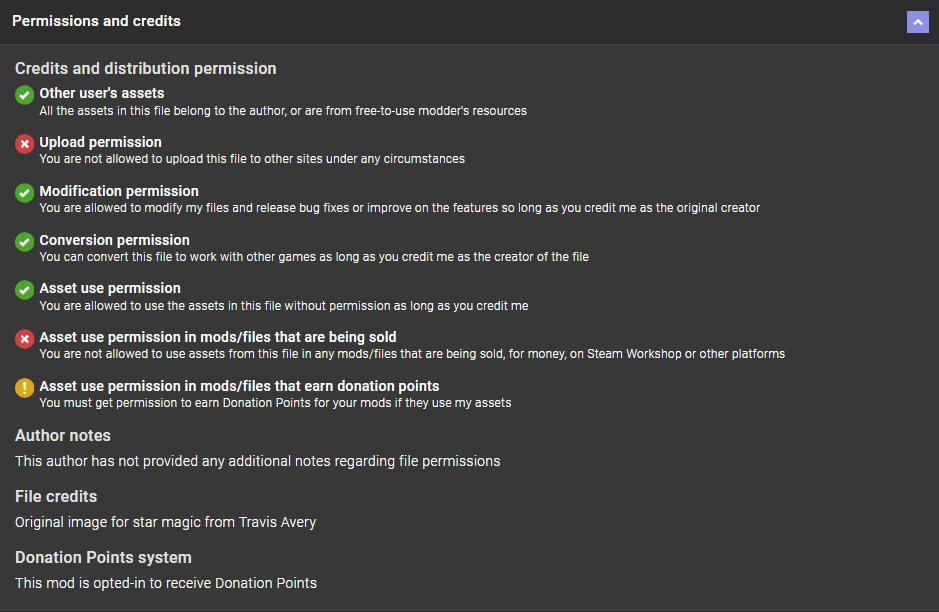 Permissions and credits
Credits and distribution permission
Other user's assets
All the assets in this file belong to the author, or are from free-to-use modder's resources
Upload permission
You are not allowed to upload this file to other sites under any circumstances
Modification permission
You are allowed to modify my files and release bug fixes or improve on the features so long as you credit me as the original creator
Conversion permission
You can convert this file to work with other games as long as you credit me as the creator of the file
Asset use permission
You are allowed to use the assets in this file without permission as long as you credit me
Asset use permission in mods/files that are being sold
You are not allowed to use assets from this file in any mods/files that are being sold, for money, on Steam Workshop or other platforms
Asset use permission in mods/files that earn donation points
You must get permission to earn Donation Points for your mods if they use my assets
Author notes
This author has not provided any additional notes regarding file permissions
File credits
Original image for star magic from Travis Avery
Donation Points system
This mod is opted-in to receive Donation Points